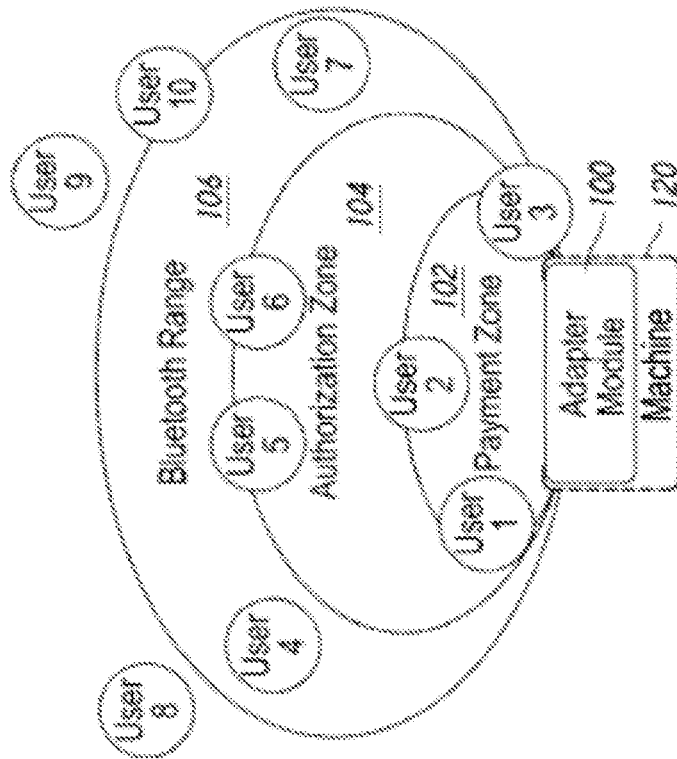 User
9
User
10
User
7
User
8
User
4
Bluetooth Range
106
User
5
User
6
Authorization Zone
104
User
1
User
2
User
3
102
Payment Zone
Adapter
Module
100
Machine
120